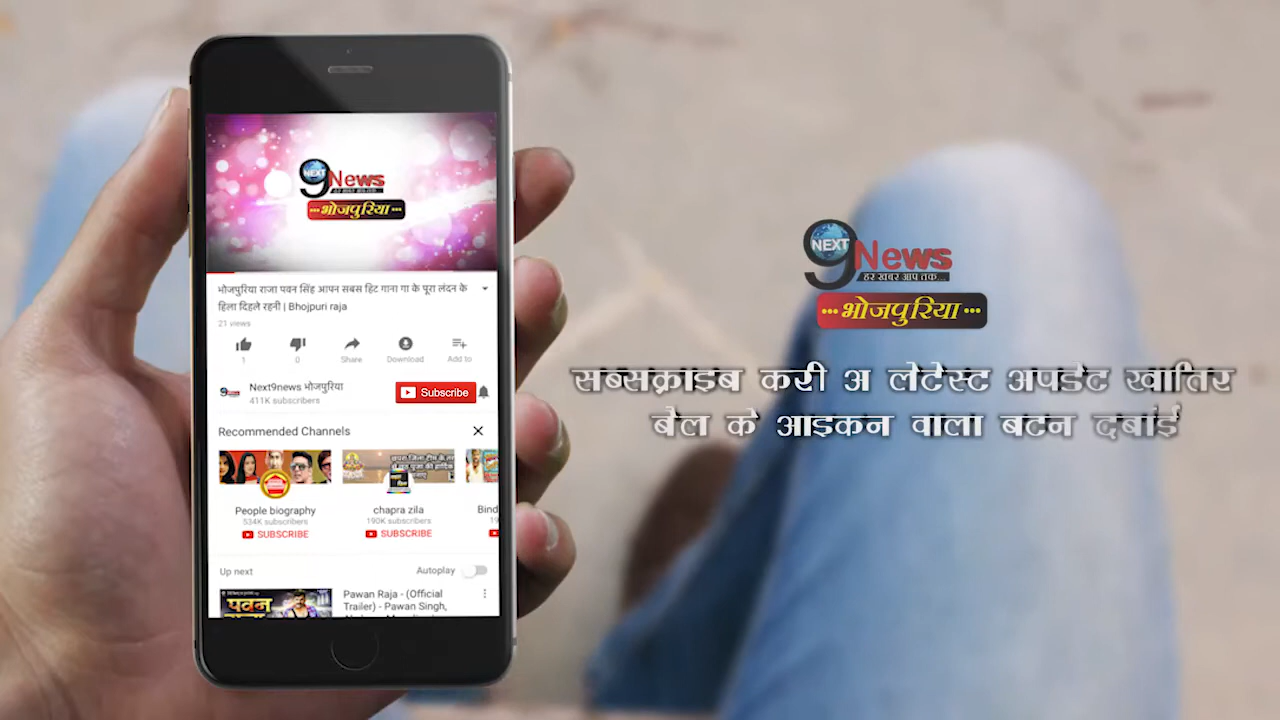 NEXT
9 News
हर खबर आप तक...
•••भोजपुरिया•••
भोजपुरिया राजा पवन सिंह आपन सबस हिट गाना गा के पूरा लंदन के
हिला दिहले रहनी | Bhojpuri raja
21 views
1
0
Share
Download
Add to
Next9news भोजपुरिया
411K subscribers
Subscribe
Recommended Channels
People biography
534K subscribers
SUBSCRIBE
chapra zila
190K subscribers
SUBSCRIBE
Bind
Up next
Autoplay
पवन
Pawan Raja - (Official
Trailer) - Pawan Singh,
NEXT
9 News
हर खबर आप तक...
•••भोजपुरिया•••
सब्सक्राइब करी अ लेटेस्ट अपडेट खातिर
बेल के आइकन वाला बटन दबाई